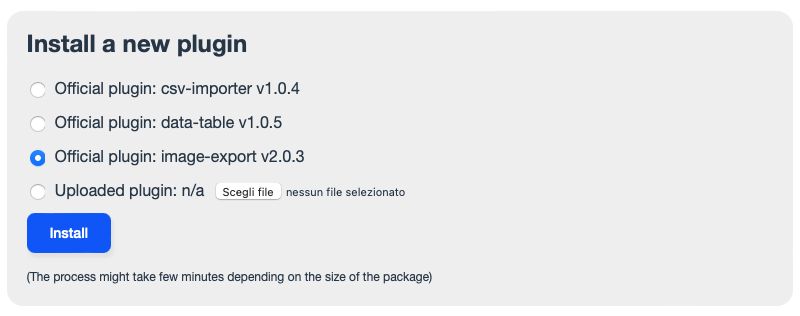 Install a new plugin
Official plugin: csv-importer v1.0.4
Official plugin: data-table v1.0.5
Official plugin: image-export v2.0.3
Uploaded plugin: n/a Scegli file nessun file selezionato
Install
(The process might take few minutes depending on the size of the package)